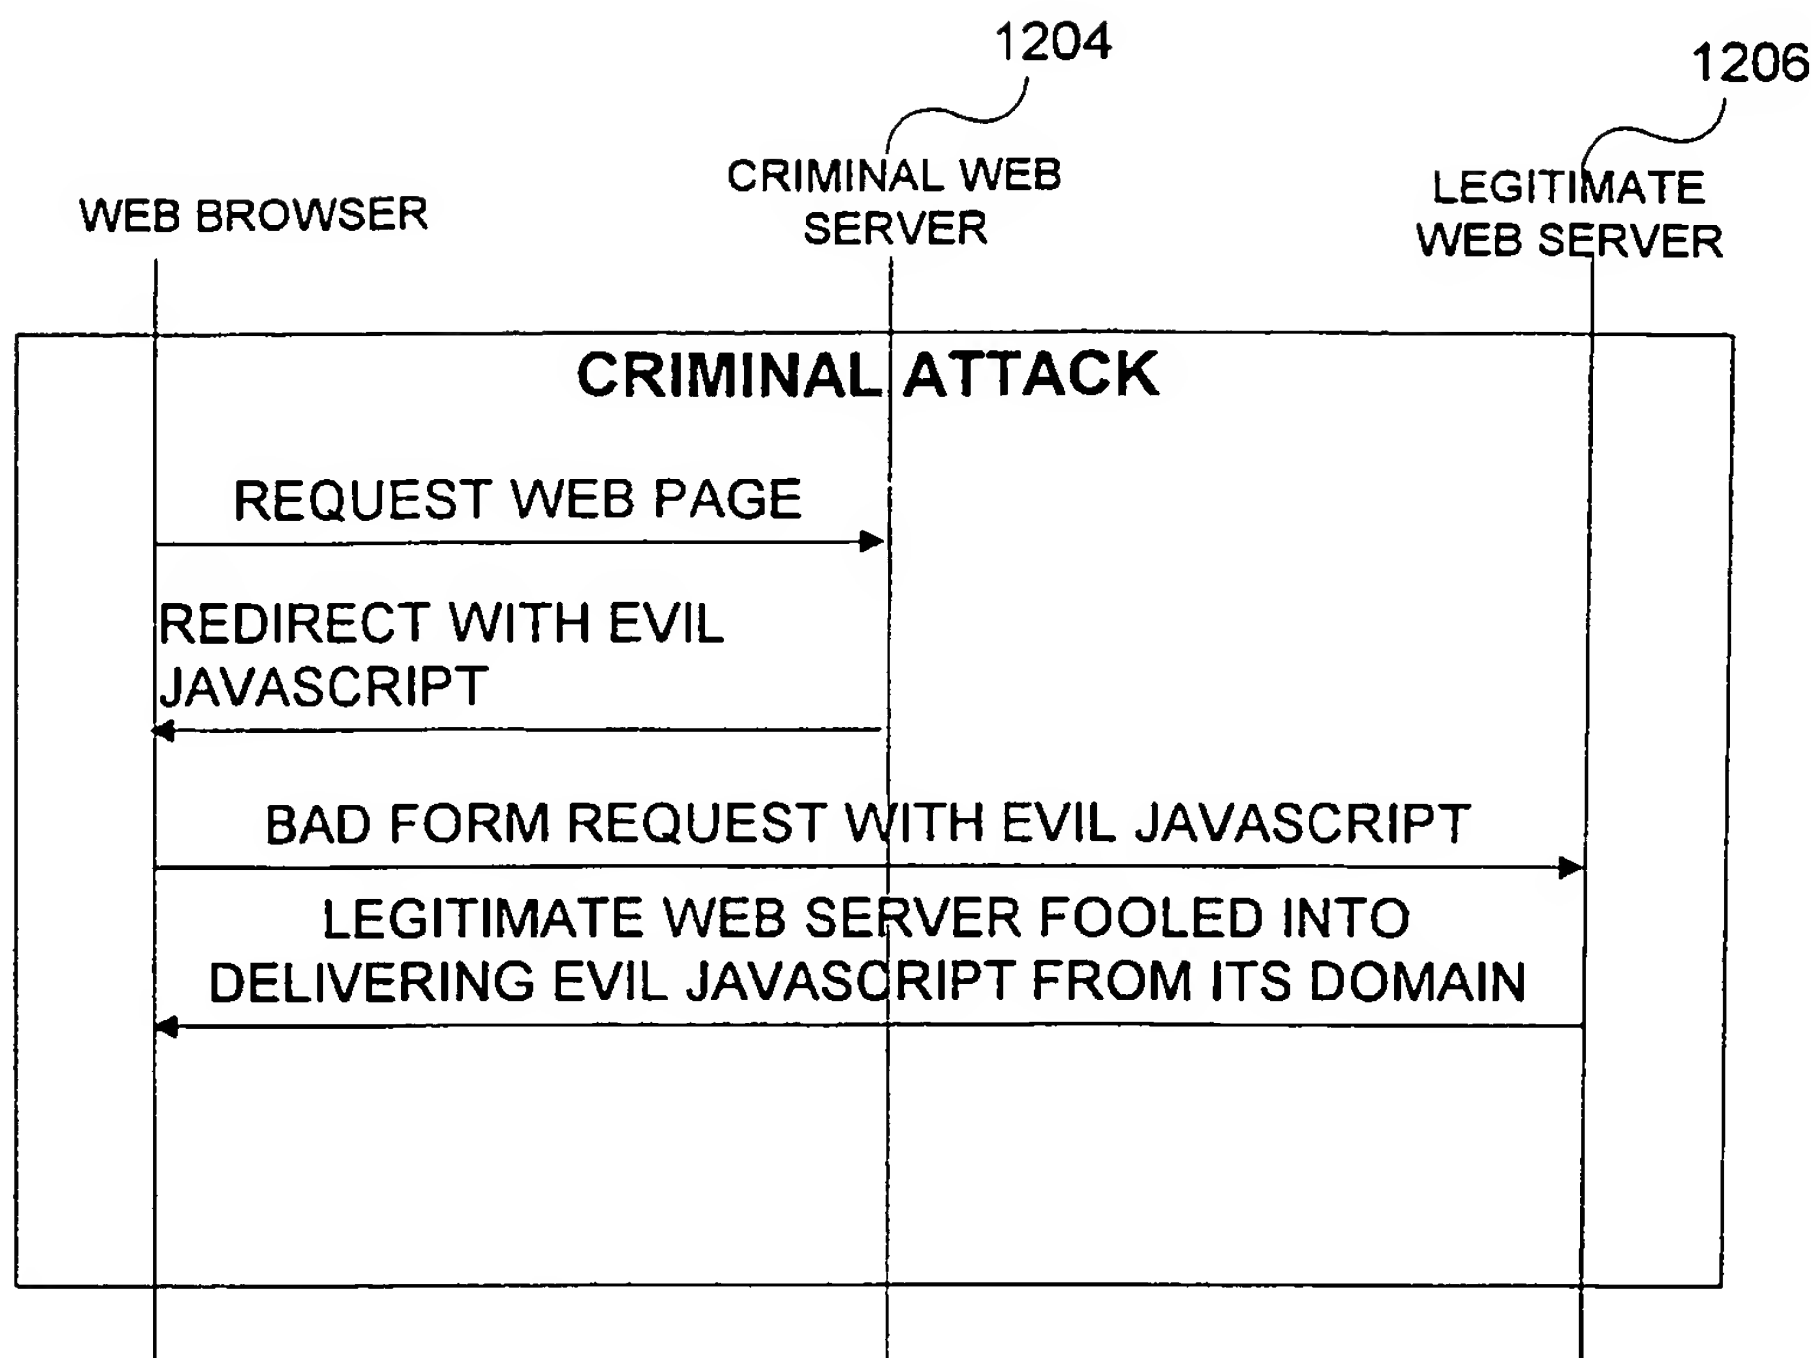 1204
1206
CRIMINAL WEB
SERVER
LEGITIMATE
WEB SERVER
WEB BROWSER
CRIMINAL ATTACK
REQUEST WEB PAGE
REDIRECT WITH EVIL
JAVASCRIPT
BAD FORM REQUEST WITH EVIL JAVASCRIPT
LEGITIMATE WEB SERVER FOOLED INTO
DELIVERING EVIL JAVASCRIPT FROM ITS DOMAIN